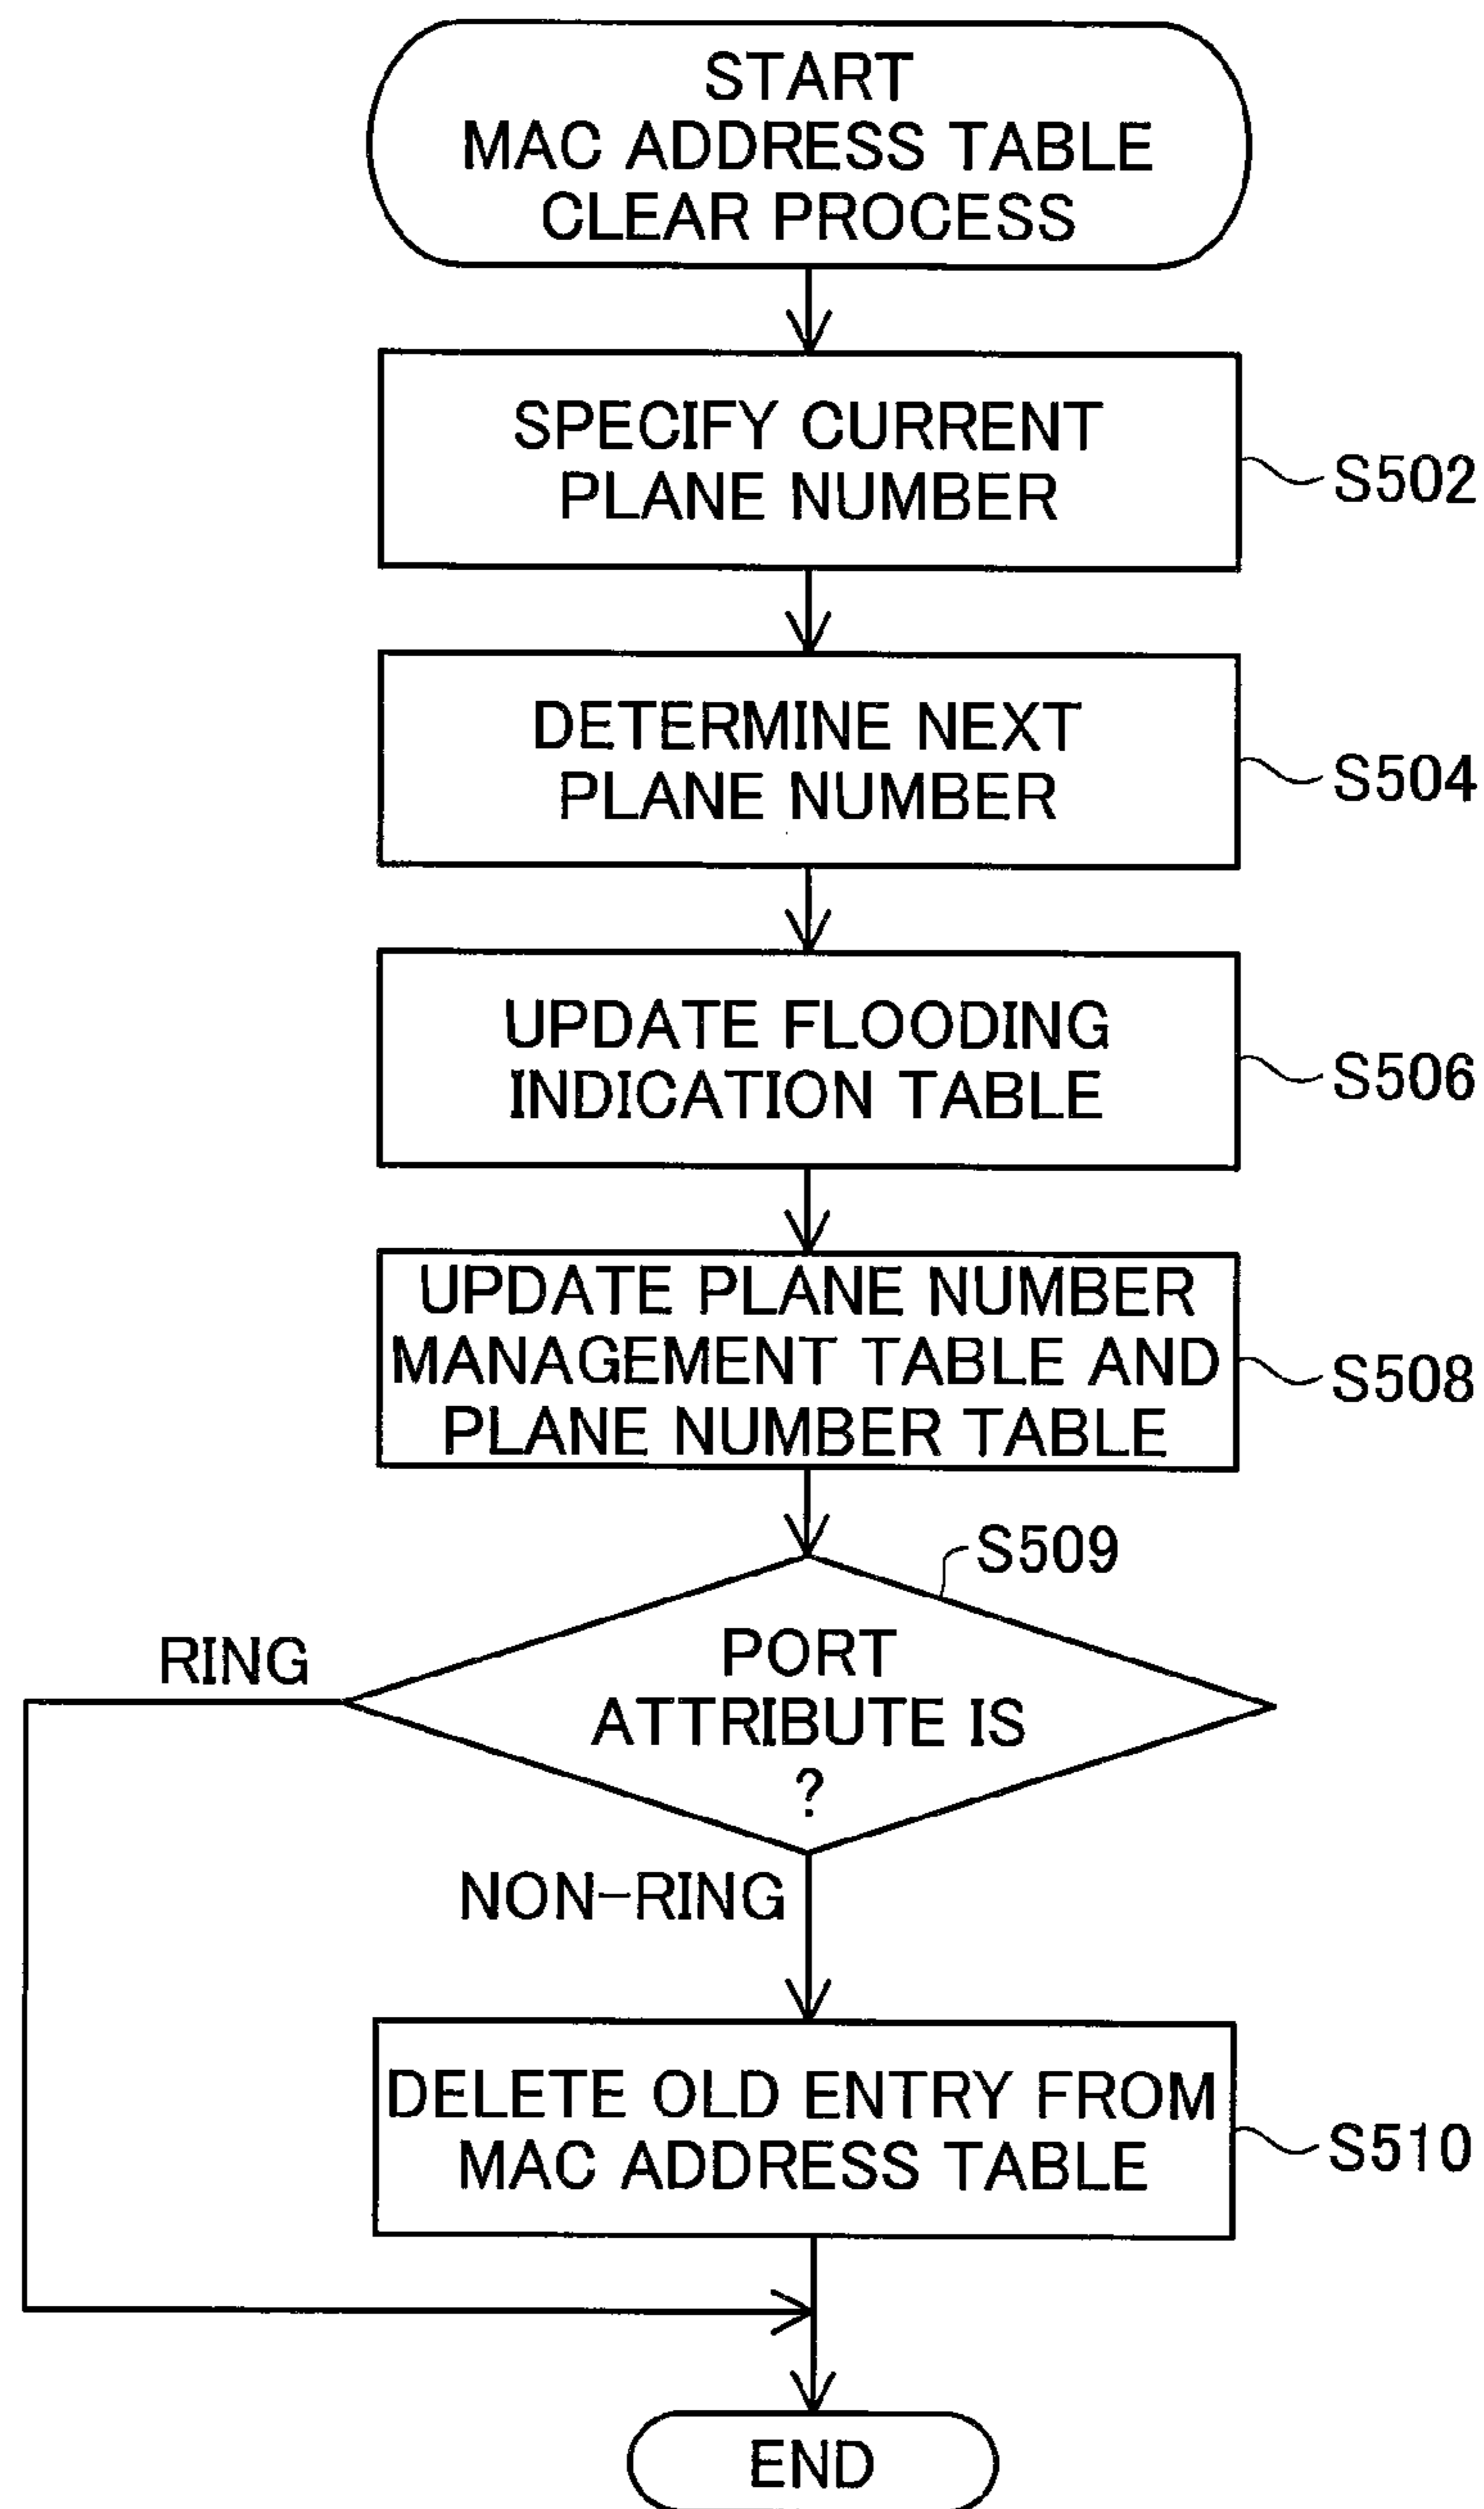 START
MAC ADDRESS TABLE
CLEAR PROCESS
SPECIFY CURRENT
PLANE NUMBER
S502
DETERMINE NEXT
PLANE NUMBER
S504
UPDATE FLOODING
INDICATION TABLE
S506
UPDATE PLANE NUMBER
MANAGEMENT TABLE AND
PLANE NUMBER TABLE
S508
S509
PORT
ATTRIBUTE IS
?
RING
NON-RING
DELETE OLD ENTRY FROM
MAC ADDRESS TABLE
S510
END